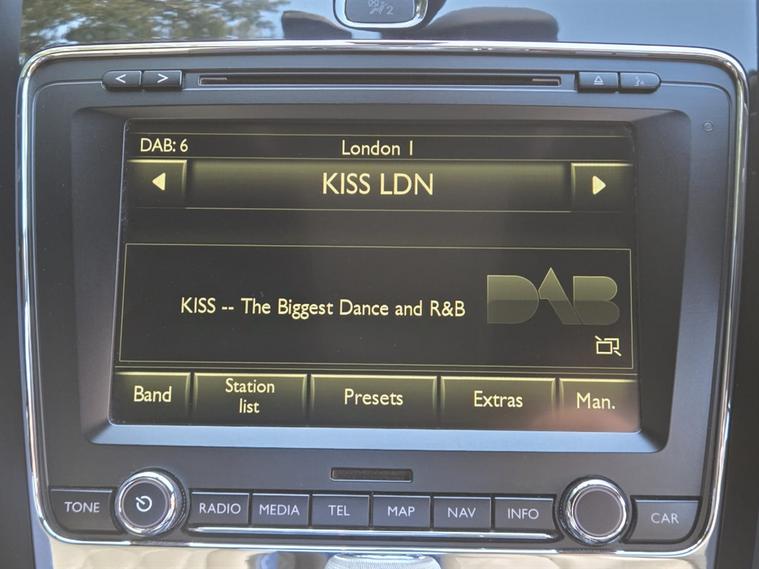 2
< >
DAB: 6 London 1
KISS LDN
KISS -- The Biggest Dance and R&B
DAB
Band Station list Presets Extras Man.
TONE RADIO MEDIA TEL MAP NAV INFO CAR